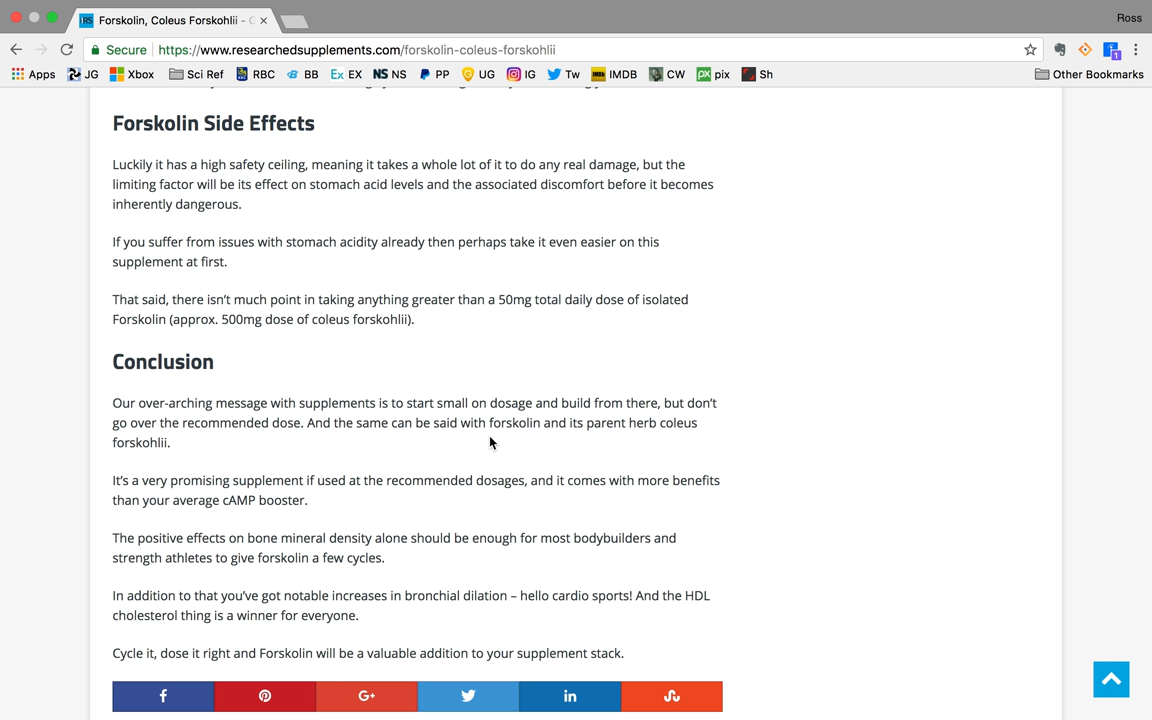 Ross
Forskolin, Coleus Forskohlii -
Secure
https://www.researchedsupplements.com/forskolin-coleus-forskohlii
1
Apps JG Xbox Sci Ref RBC BB Ex EX NS NS PP UG IG Tw IMDB CW px pix Sh Other Bookmarks
Forskolin Side Effects
Luckily it has a high safety ceiling, meaning it takes a whole lot of it to do any real damage, but the
limiting factor will be its effect on stomach acid levels and the associated discomfort before it becomes
inherently dangerous.
If you suffer from issues with stomach acidity already then perhaps take it even easier on this
supplement at first.
That said, there isn't much point in taking anything greater than a 50mg total daily dose of isolated
Forskolin (approx. 500mg dose of coleus forskohlii).
Conclusion
Our over-arching message with supplements is to start small on dosage and build from there, but don't
go over the recommended dose. And the same can be said with forskolin and its parent herb coleus
forskohlii.
It's a very promising supplement if used at the recommended dosages, and it comes with more benefits
than your average cAMP booster.
The positive effects on bone mineral density alone should be enough for most bodybuilders and
strength athletes to give forskolin a few cycles.
In addition to that you've got notable increases in bronchial dilation – hello cardio sports! And the HDL
cholesterol thing is a winner for everyone.
Cycle it, dose it right and Forskolin will be a valuable addition to your supplement stack.